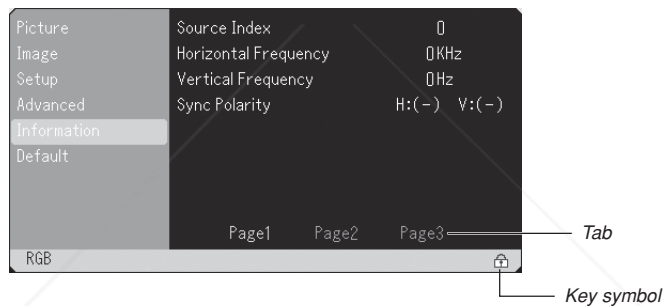 Picture
Image
Setup
Advanced
Information
Default
Source Index 0
Horizontal Frequency 0KHz
Vertical Frequency 0Hz
Sync Polarity H:(−) V:(−)
Page1 Page2 Page3
Tab
RGB
Key symbol